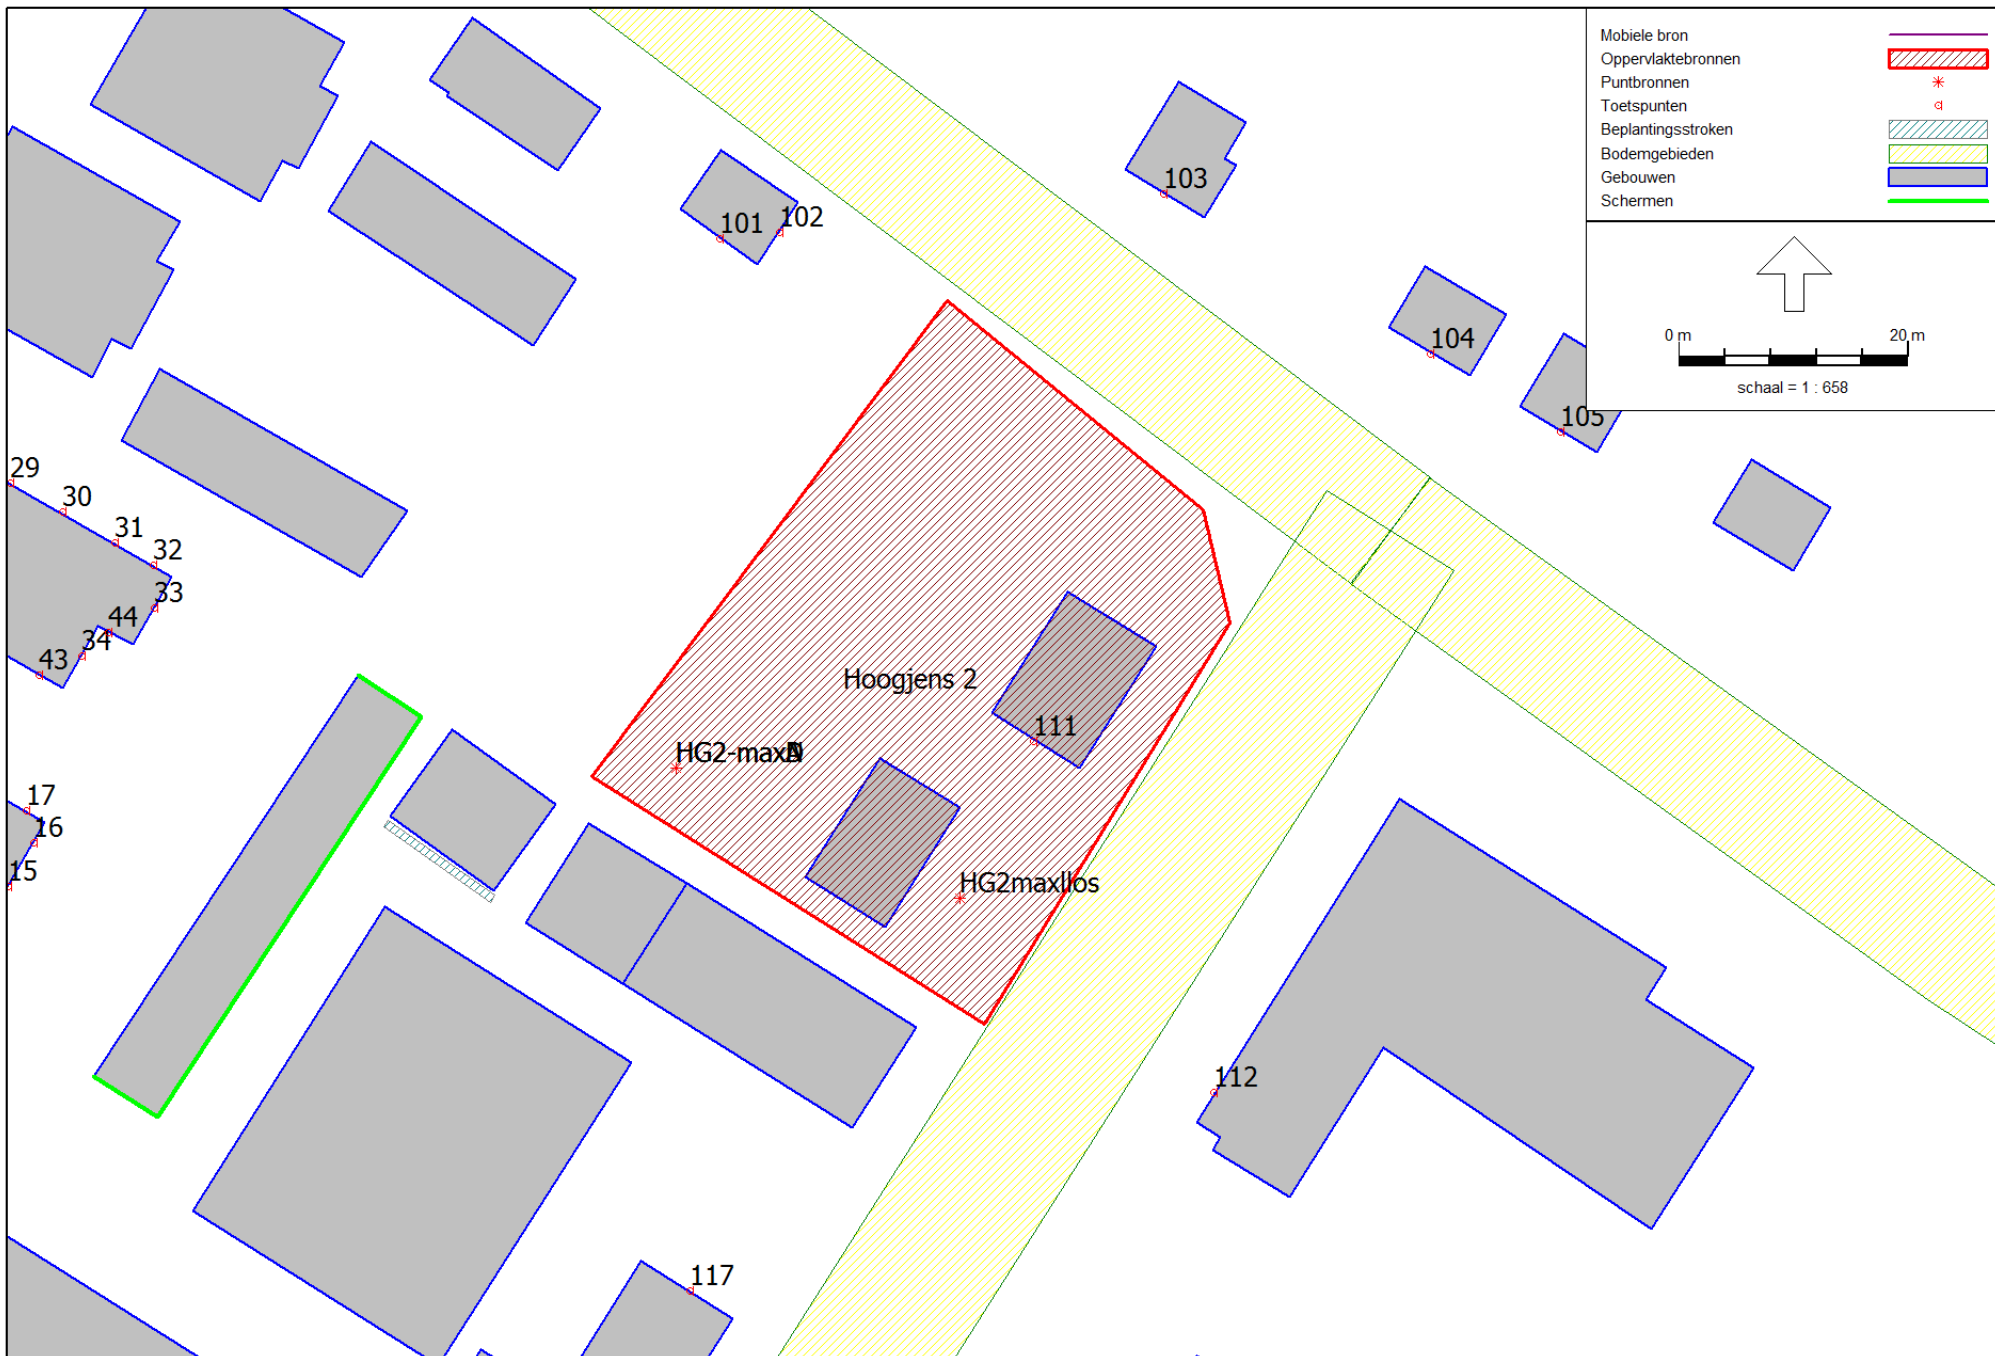 Mobiele bron
Oppervlaktebronnen
Puntbronnen
Toetspunten
Beplantingsstroken
Bodemgebieden
Gebouwen
Schermen
0 m 20 m
schaal = 1 : 658
103
101
102
104
105
29
30
31
32
33
44
34
43
Hoogjens 2
111
17
16
15
HG2maxllos
112
117